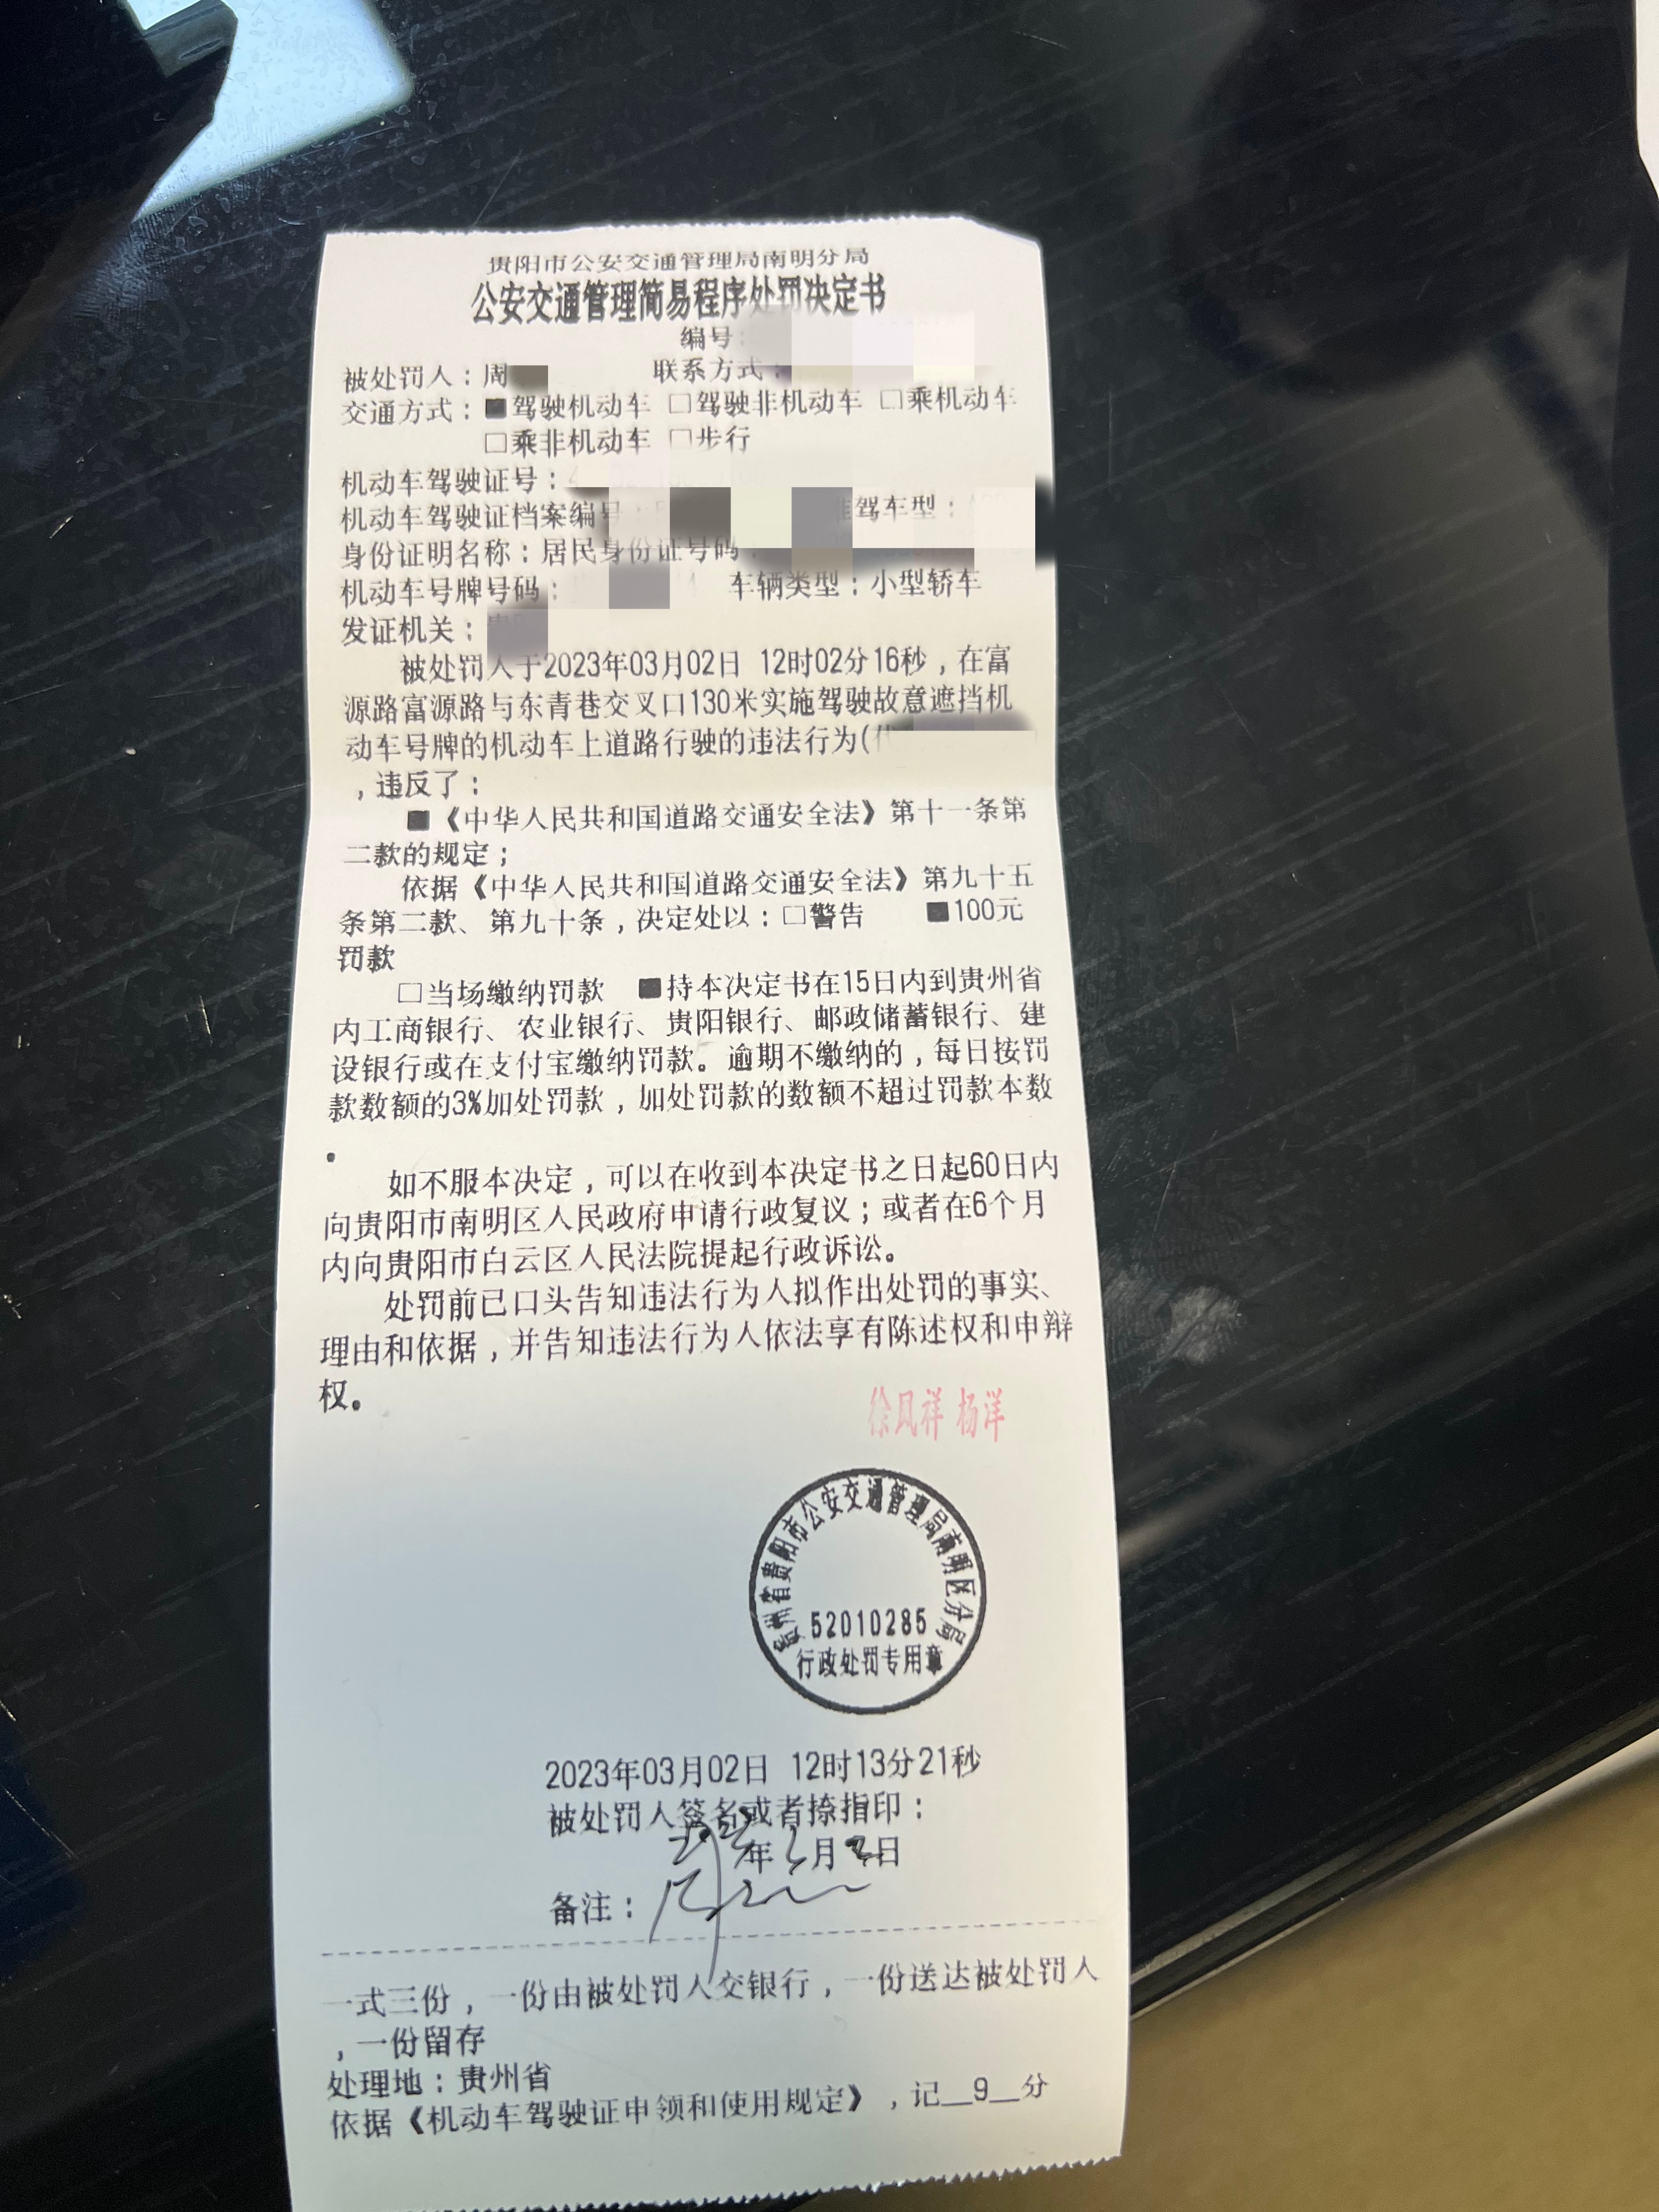 贵阳市公安交通管理局南明分局
公安交通管理简易程序处罚决定书
编号:
被处罚人:周 联系方式:
交通方式:■驾驶机动车 □驾驶非机动车 □乘机动车
□乘非机动车 □步行
机动车驾驶证号:
机动车驾驶证档案编号: 驾车型:
身份证明名称:居民身份证号码
机动车号牌号码: 车辆类型:小型轿车
发证机关:
被处罚人于2023年03月02日 12时02分16秒,在富
源路富源路与东青巷交叉口130米实施驾驶故意遮挡机
动车号牌的机动车上道路行驶的违法行为(
,违反了:
■《中华人民共和国道路交通安全法》第十一条第
二款的规定;
依据《中华人民共和国道路交通安全法》第九十五
条第二款、第九十条,决定处以:□警告 ■100元
罚款
□当场缴纳罚款 ■持本决定书在15日内到贵州省
内工商银行、农业银行、贵阳银行、邮政储蓄银行、建
设银行或在支付宝缴纳罚款。逾期不缴纳的,每日按罚
款数额的3%加处罚款,加处罚款的数额不超过罚款本数
.
如不服本决定,可以在收到本决定书之日起60日内
向贵阳市南明区人民政府申请行政复议;或者在6个月
内向贵阳市白云区人民法院提起行政诉讼。
处罚前已口头告知违法行为人拟作出处罚的事实、
理由和依据,并告知违法行为人依法享有陈述权和申辩
权。
徐凤祥 杨洋
贵州省贵阳市公安交通管理局南明区分局
52010285
行政处罚专用章
2023年03月02日 12时13分21秒
被处罚人签名或者捺指印:
年3月2日
备注:
一式三份,一份由被处罚人交银行,一份送达被处罚人
,一份留存
处理地:贵州省
依据《机动车驾驶证申领和使用规定》,记__9__分